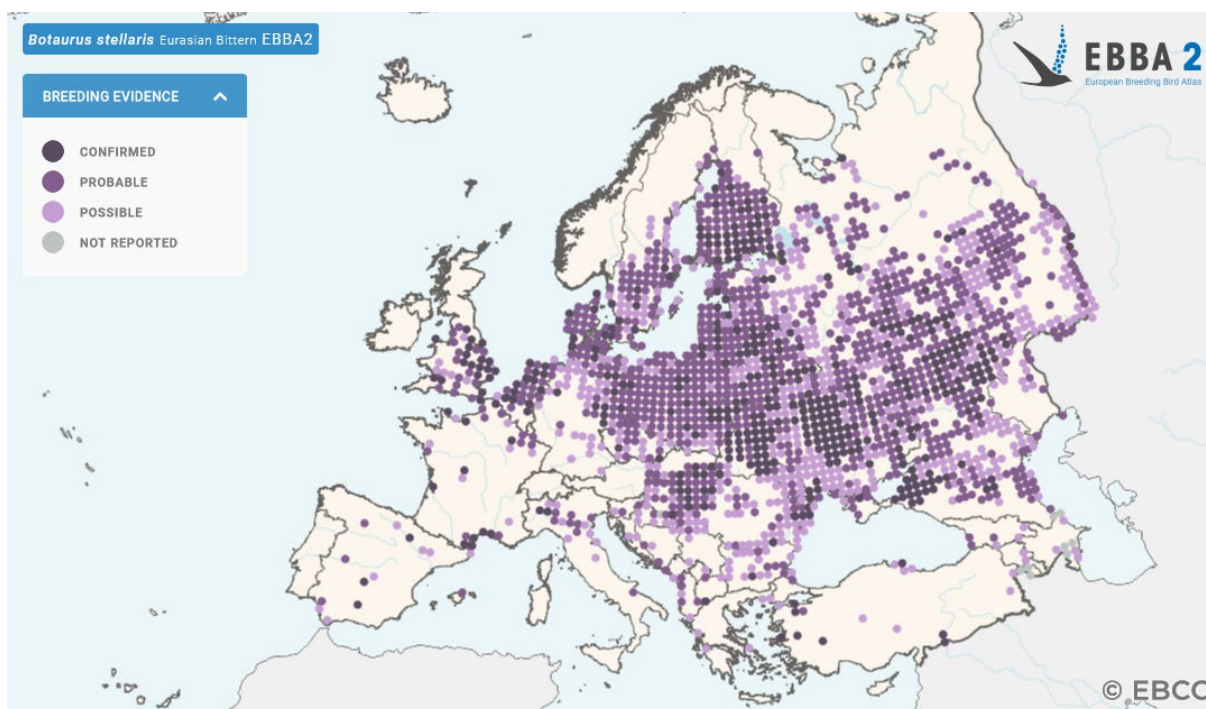 Botaurus stellaris Eurasian Bittern EBBA2
EBBA 2
European Breeding Bird Atlas
BREEDING EVIDENCE
CONFIRMED
PROBABLE
POSSIBLE
NOT REPORTED
© EBCC